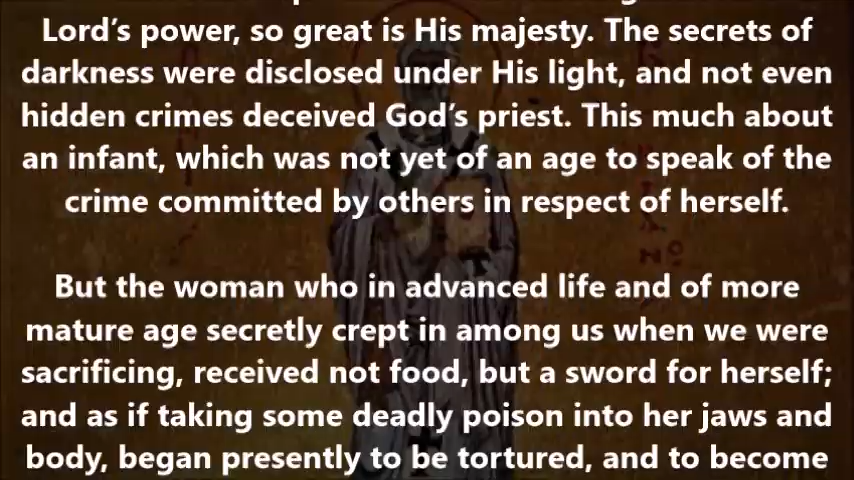 Lord's power, so great is His majesty. The secrets of
darkness were disclosed under His light, and not even
hidden crimes deceived God's priest. This much about
an infant, which was not yet of an age to speak of the
crime committed by others in respect of herself.
But the woman who in advanced life and of more
mature age secretly crept in among us when we were
sacrificing, received not food, but a sword for herself;
and as if taking some deadly poison into her jaws and
body, began presently to be tortured, and to become